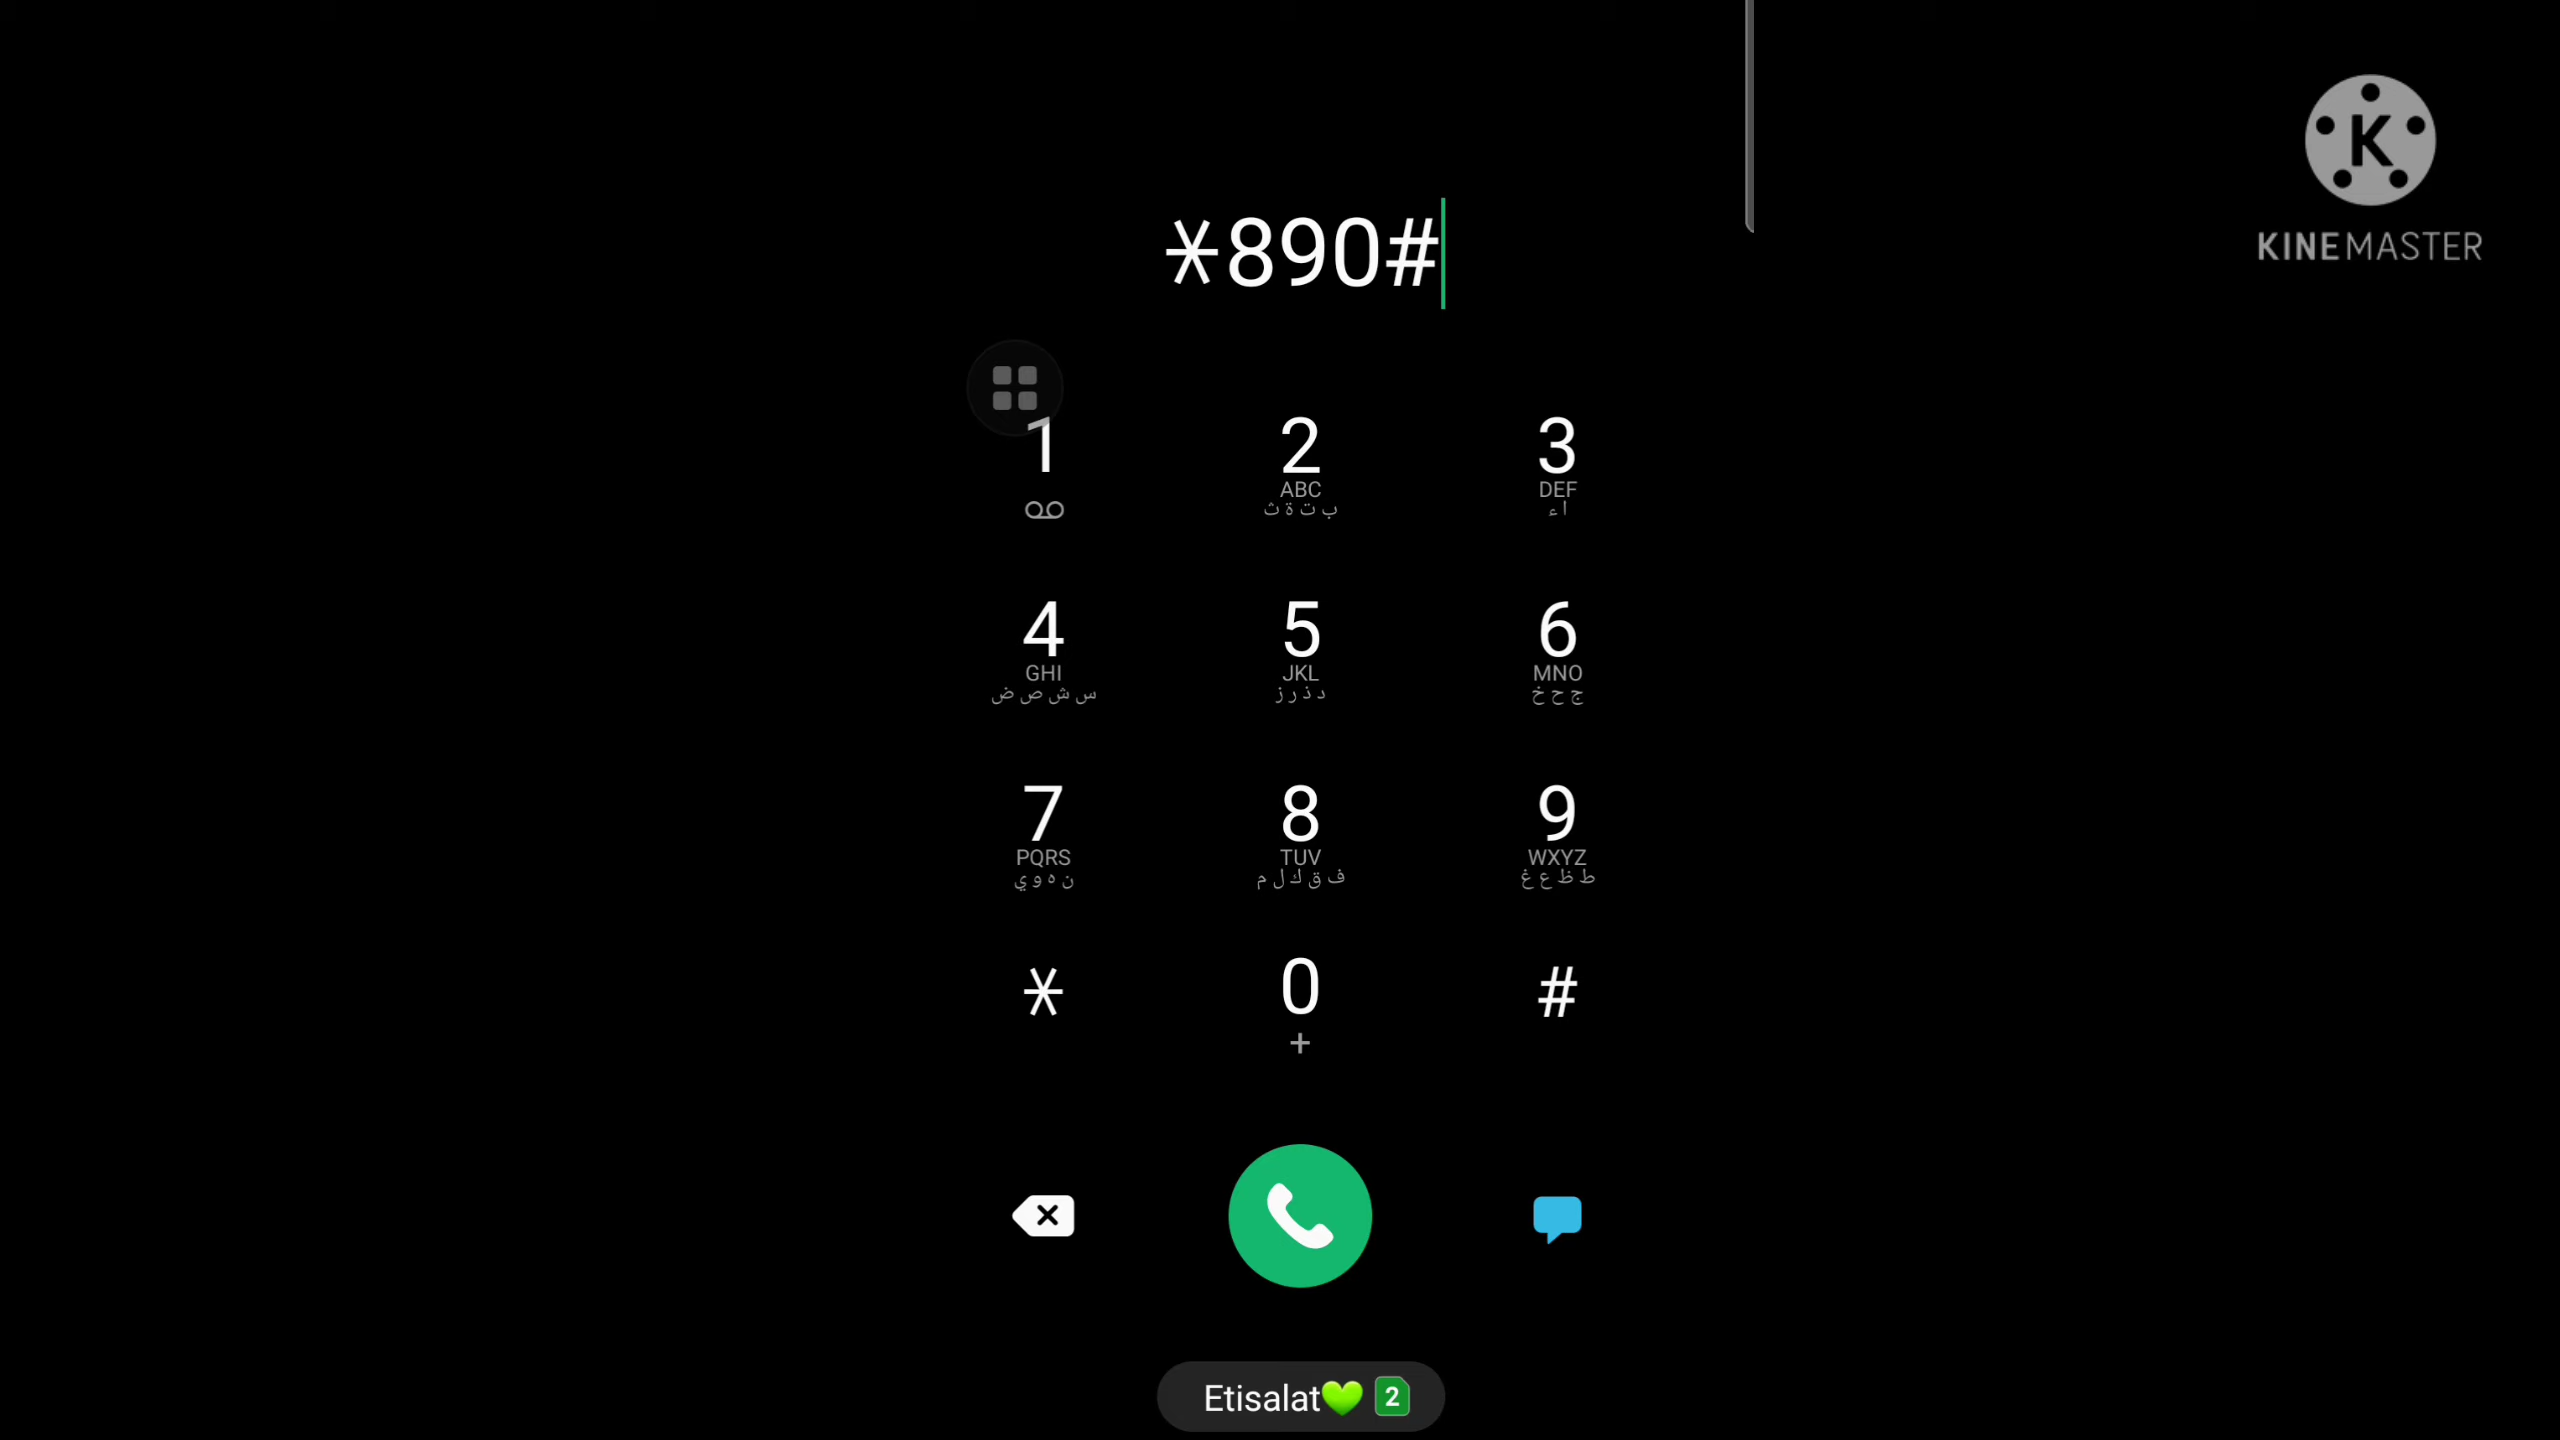 *890#
KINEMASTER
1
2
ABC
ب ت ة ث
3
DEF
ا ء
4
GHI
س ش ص ض
5
JKL
د ذ ر ز
6
MNO
ج ح خ
7
PQRS
ن ه و ي
8
TUV
ف ق ك ل م
9
WXYZ
ط ظ ع غ
*
0
+
#
Etisalat💚 2